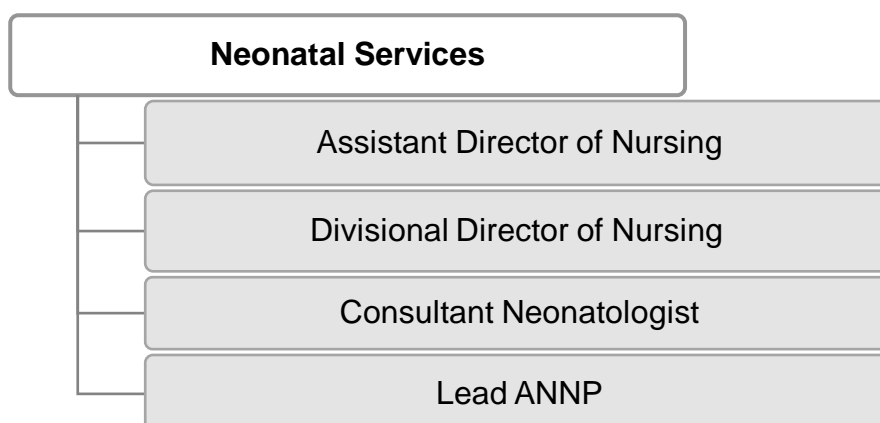 Neonatal Services
Assistant Director of Nursing
Divisional Director of Nursing
Consultant Neonatologist
Lead ANNP